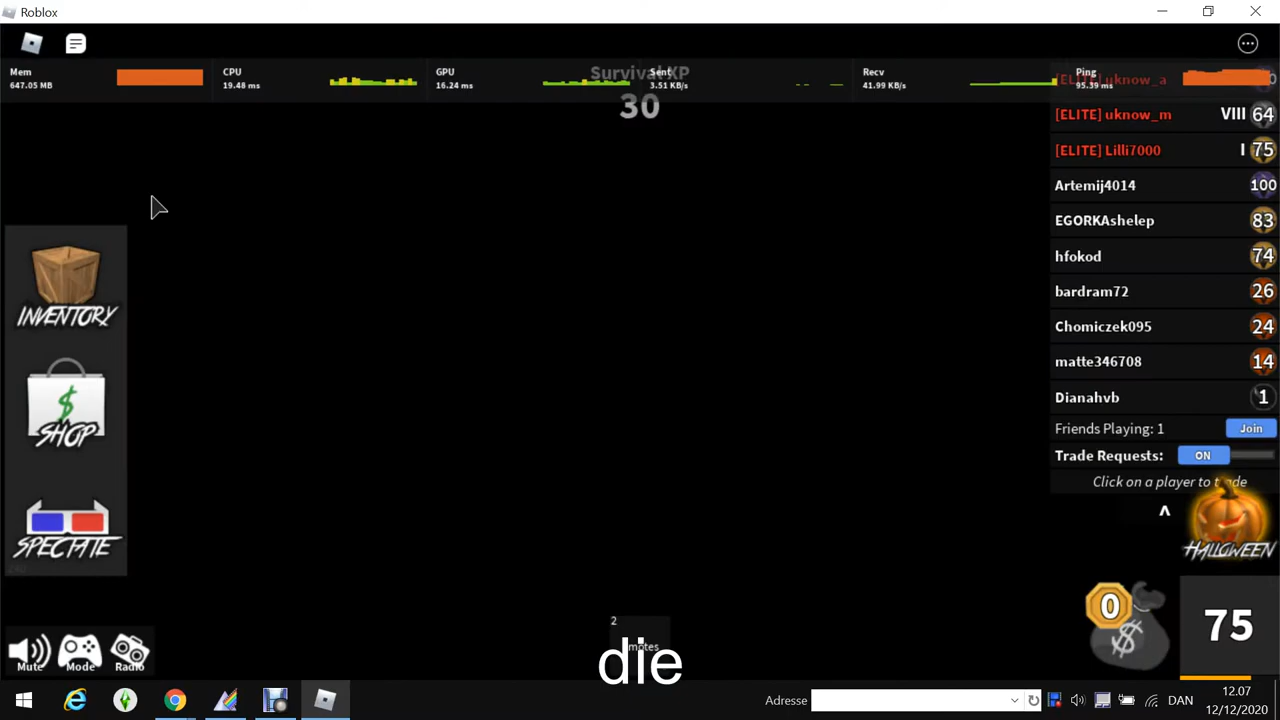 Roblox
Mem
647.05 MB
CPU
19.48 ms
GPU
16.24 ms
Sent
3.51 KB/s
Recv
41.99 KB/s
Ping
95.39 ms
Survival XP
30
[ELITE] uknow_a
[ELITE] uknow_m VIII 64
[ELITE] Lilli7000 I 75
Artemij4014 100
EGORKAshelep 83
hfokod 74
bardram72 26
Chomiczek095 24
matte346708 14
Dianahvb 1
Friends Playing: 1 Join
Trade Requests: ON
Click on a player to trade
INVENTORY
SHOP
SPECTATE
HALLOWEEN
0
$
75
2
die
Mute Mode Radio
Adresse DAN
12.07
12/12/2020